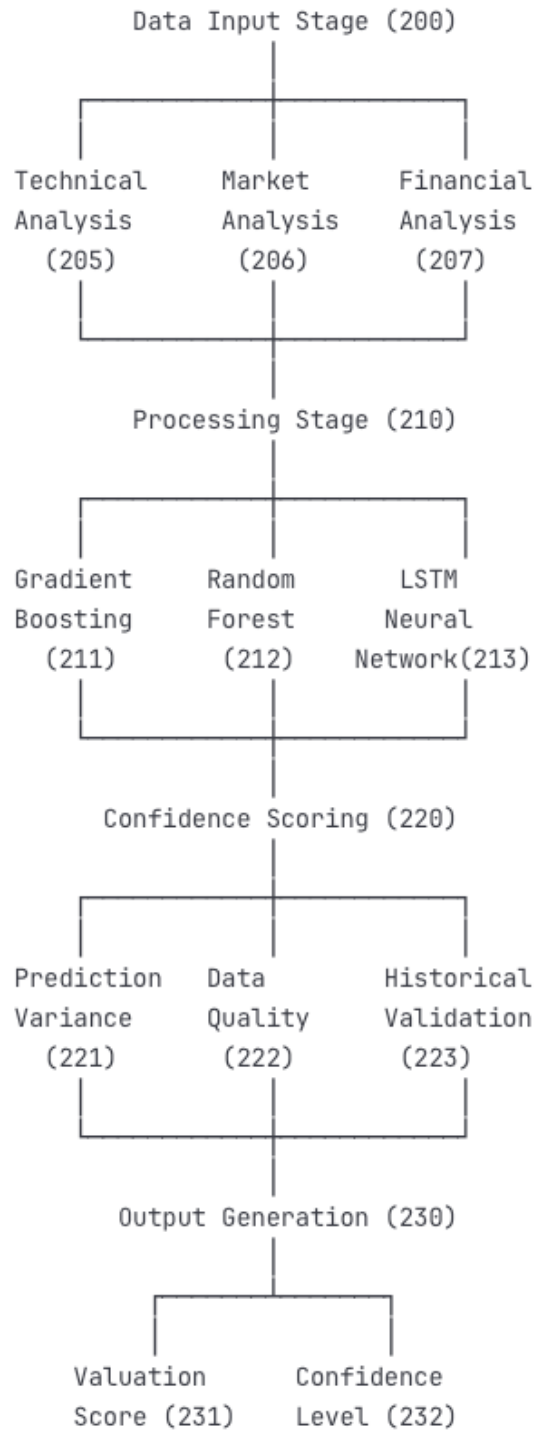 Data Input Stage (200)
Technical Market Financial
Analysis Analysis Analysis
(205) (206) (207)
Processing Stage (210)
Gradient Random LSTM
Boosting Forest Neural
(211) (212) Network(213)
Confidence Scoring (220)
Prediction Data Historical
Variance Quality Validation
(221) (222) (223)
Output Generation (230)
Valuation Confidence
Score (231) Level (232)